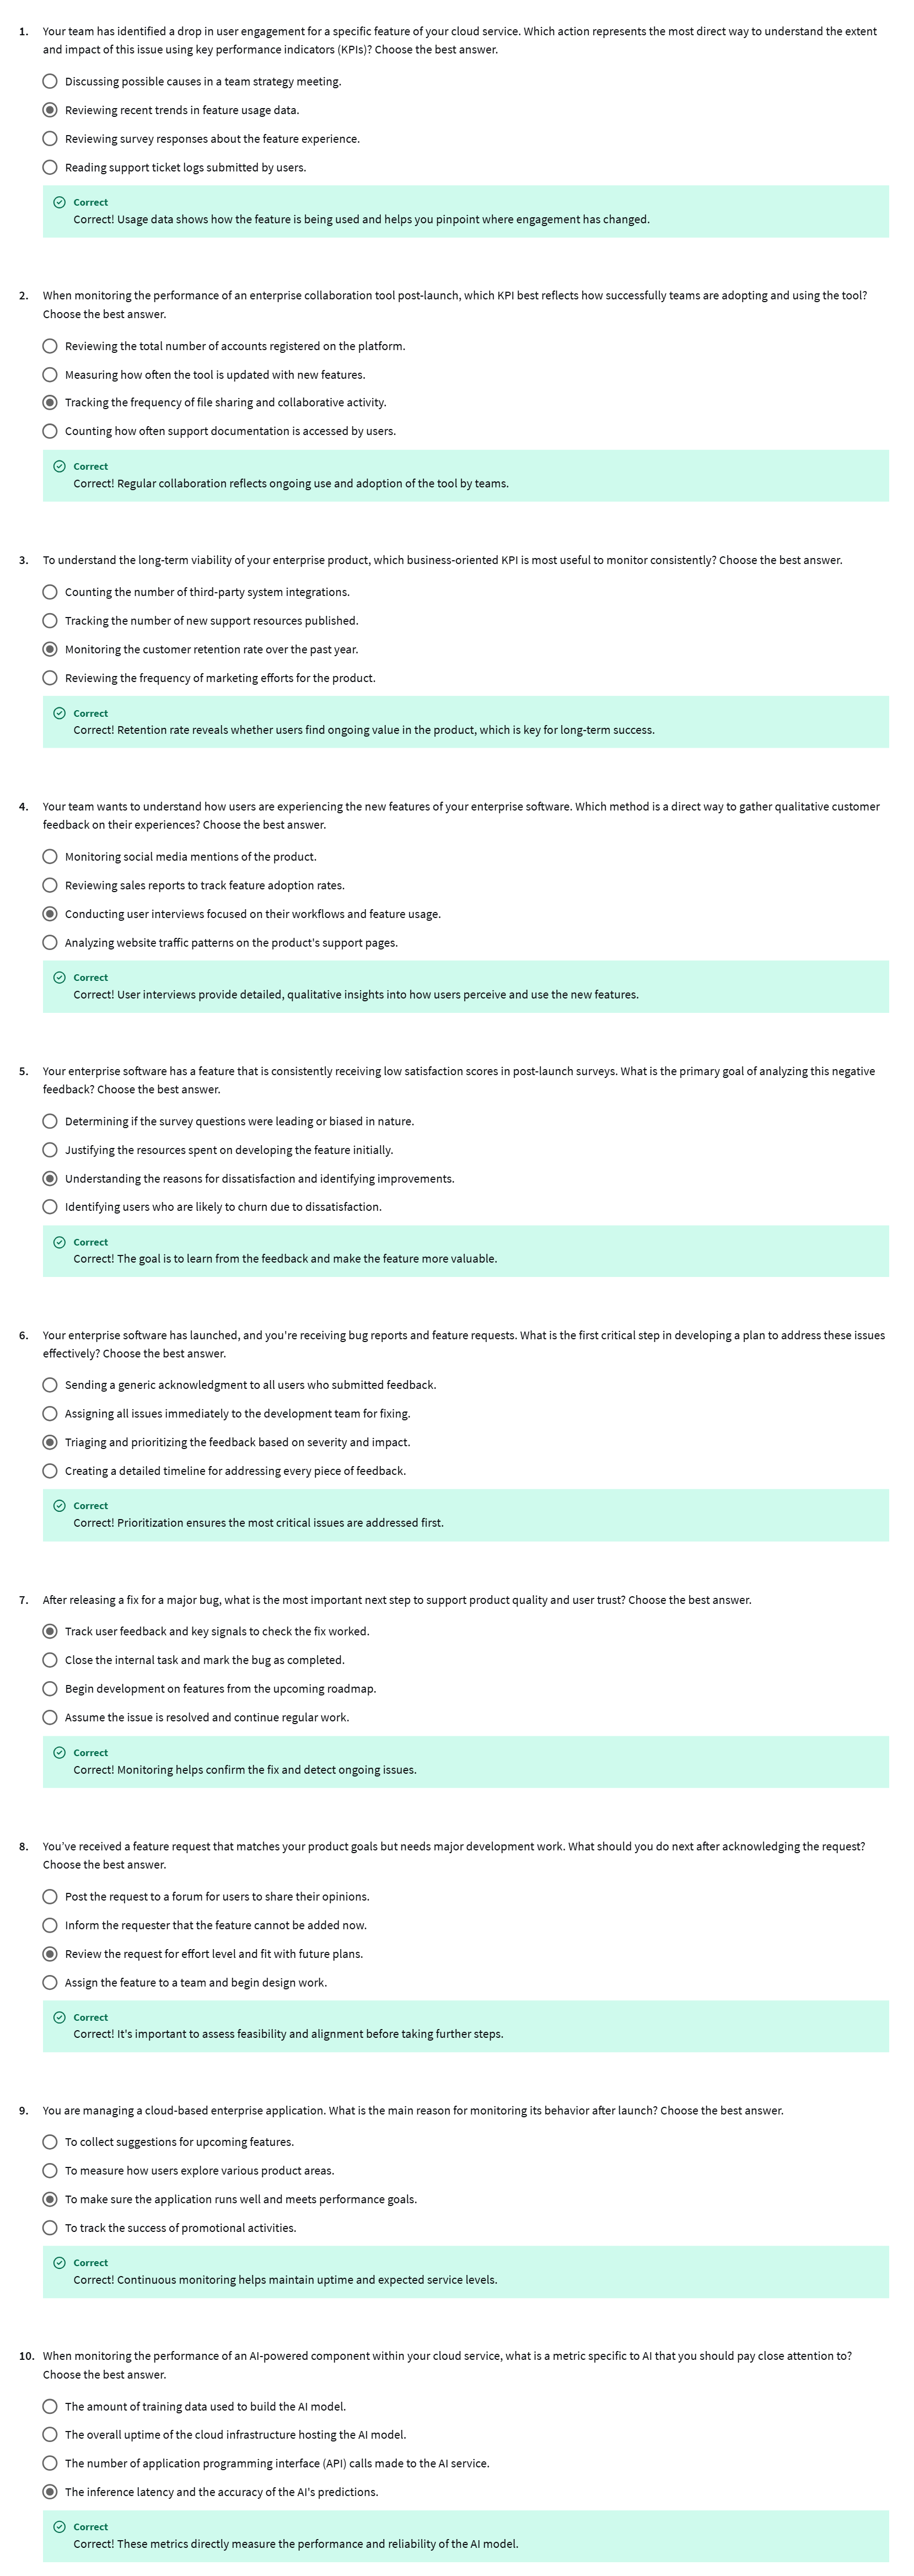 1. Your team has identified a drop in user engagement for a specific feature of your cloud service. Which action represents the most direct way to understand the extent
and impact of this issue using key performance indicators (KPIs)? Choose the best answer.
Discussing possible causes in a team strategy meeting.
Reviewing recent trends in feature usage data.
Reviewing survey responses about the feature experience.
Reading support ticket logs submitted by users.
Correct
Correct! Usage data shows how the feature is being used and helps you pinpoint where engagement has changed.
2. When monitoring the performance of an enterprise collaboration tool post-launch, which KPI best reflects how successfully teams are adopting and using the tool?
Choose the best answer.
Reviewing the total number of accounts registered on the platform.
Measuring how often the tool is updated with new features.
Tracking the frequency of file sharing and collaborative activity.
Counting how often support documentation is accessed by users.
Correct
Correct! Regular collaboration reflects ongoing use and adoption of the tool by teams.
3. To understand the long-term viability of your enterprise product, which business-oriented KPI is most useful to monitor consistently? Choose the best answer.
Counting the number of third-party system integrations.
Tracking the number of new support resources published.
Monitoring the customer retention rate over the past year.
Reviewing the frequency of marketing efforts for the product.
Correct
Correct! Retention rate reveals whether users find ongoing value in the product, which is key for long-term success.
4. Your team wants to understand how users are experiencing the new features of your enterprise software. Which method is a direct way to gather qualitative customer
feedback on their experiences? Choose the best answer.
Monitoring social media mentions of the product.
Reviewing sales reports to track feature adoption rates.
Conducting user interviews focused on their workflows and feature usage.
Analyzing website traffic patterns on the product's support pages.
Correct
Correct! User interviews provide detailed, qualitative insights into how users perceive and use the new features.
5. Your enterprise software has a feature that is consistently receiving low satisfaction scores in post-launch surveys. What is the primary goal of analyzing this negative
feedback? Choose the best answer.
Determining if the survey questions were leading or biased in nature.
Justifying the resources spent on developing the feature initially.
Understanding the reasons for dissatisfaction and identifying improvements.
Identifying users who are likely to churn due to dissatisfaction.
Correct
Correct! The goal is to learn from the feedback and make the feature more valuable.
6. Your enterprise software has launched, and you're receiving bug reports and feature requests. What is the first critical step in developing a plan to address these issues
effectively? Choose the best answer.
Sending a generic acknowledgment to all users who submitted feedback.
Assigning all issues immediately to the development team for fixing.
Triaging and prioritizing the feedback based on severity and impact.
Creating a detailed timeline for addressing every piece of feedback.
Correct
Correct! Prioritization ensures the most critical issues are addressed first.
7. After releasing a fix for a major bug, what is the most important next step to support product quality and user trust? Choose the best answer.
Track user feedback and key signals to check the fix worked.
Close the internal task and mark the bug as completed.
Begin development on features from the upcoming roadmap.
Assume the issue is resolved and continue regular work.
Correct
Correct! Monitoring helps confirm the fix and detect ongoing issues.
8. You’ve received a feature request that matches your product goals but needs major development work. What should you do next after acknowledging the request?
Choose the best answer.
Post the request to a forum for users to share their opinions.
Inform the requester that the feature cannot be added now.
Review the request for effort level and fit with future plans.
Assign the feature to a team and begin design work.
Correct
Correct! It's important to assess feasibility and alignment before taking further steps.
9. You are managing a cloud-based enterprise application. What is the main reason for monitoring its behavior after launch? Choose the best answer.
To collect suggestions for upcoming features.
To measure how users explore various product areas.
To make sure the application runs well and meets performance goals.
To track the success of promotional activities.
Correct
Correct! Continuous monitoring helps maintain uptime and expected service levels.
10. When monitoring the performance of an AI-powered component within your cloud service, what is a metric specific to AI that you should pay close attention to?
Choose the best answer.
The amount of training data used to build the AI model.
The overall uptime of the cloud infrastructure hosting the AI model.
The number of application programming interface (API) calls made to the AI service.
The inference latency and the accuracy of the AI's predictions.
Correct
Correct! These metrics directly measure the performance and reliability of the AI model.